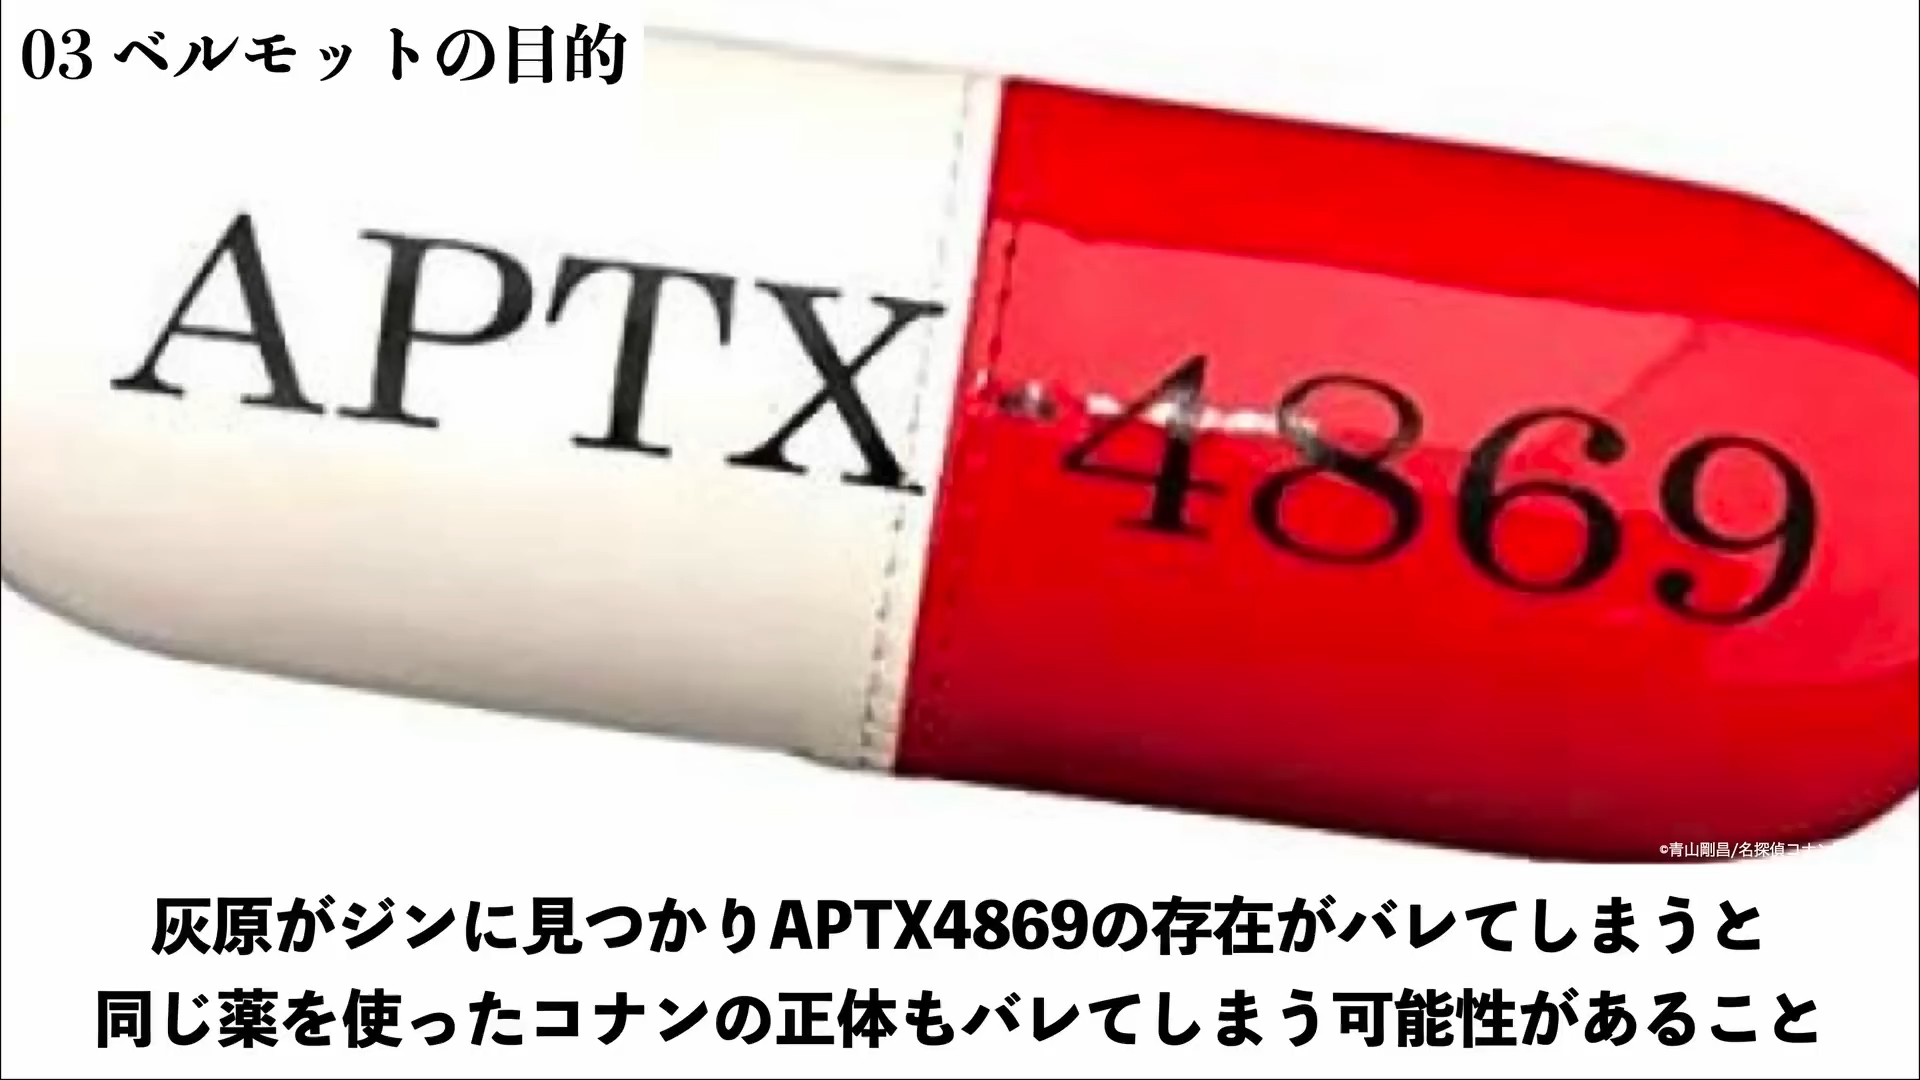 03 ベルモットの目的
APTX 4869
©青山剛昌/名探偵コナン
灰原がジンに見つかりAPTX4869の存在がバレてしまうと
同じ薬を使ったコナンの正体もバレてしまう可能性があること